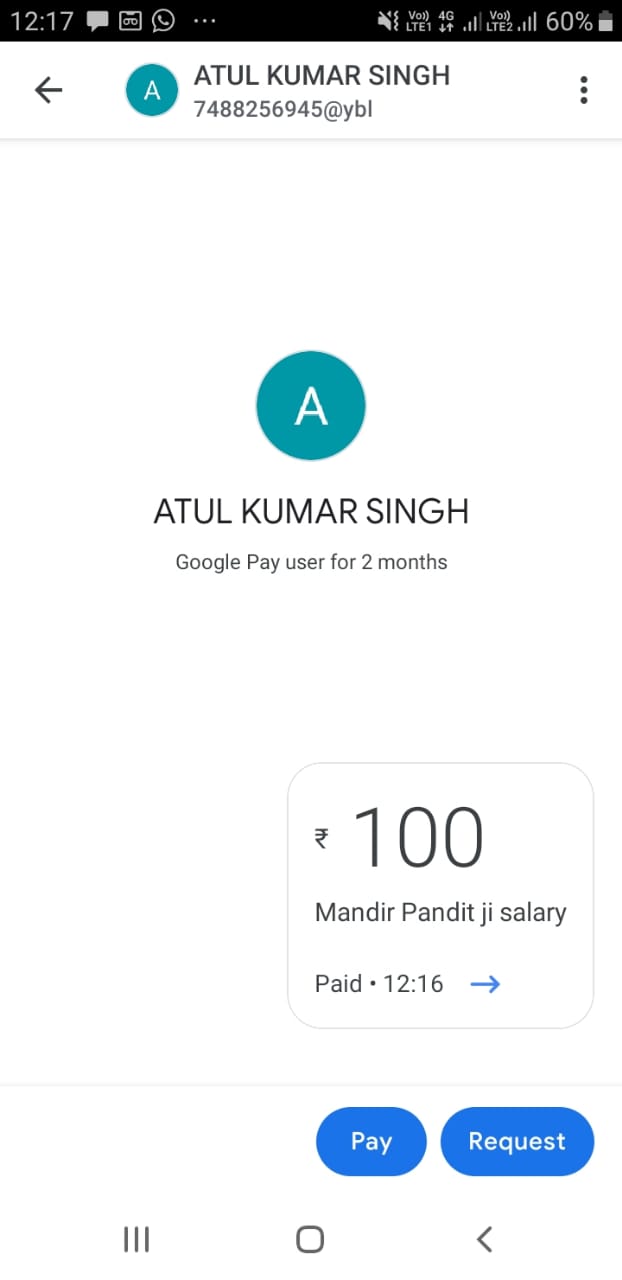 12:17 ... Vo)) LTE1 4G Vo)) LTE2 60%
A ATUL KUMAR SINGH
7488256945@ybl
A
ATUL KUMAR SINGH
Google Pay user for 2 months
₹ 100
Mandir Pandit ji salary
Paid • 12:16
Pay Request